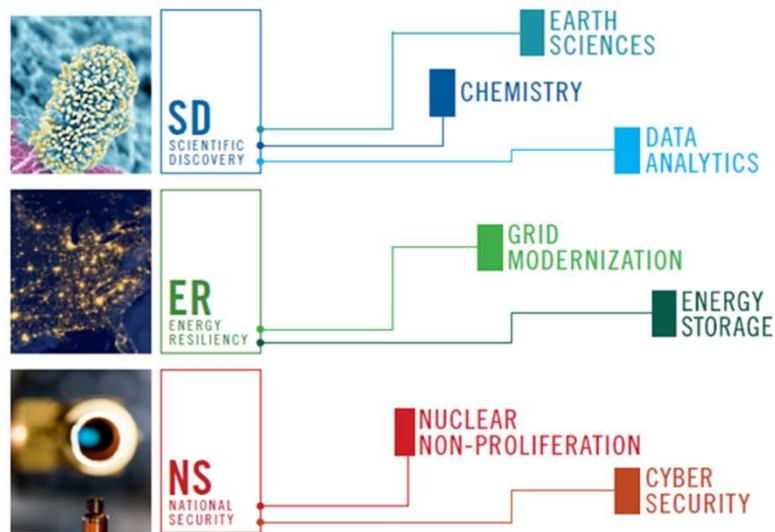 EARTH
SCIENCES
CHEMISTRY
SD
SCIENTIFIC
DISCOVERY
DATA
ANALYTICS
GRID
MODERNIZATION
ER
ENERGY
RESILIENCY
ENERGY
STORAGE
NUCLEAR
NON-PROLIFERATION
NS
NATIONAL
SECURITY
CYBER
SECURITY